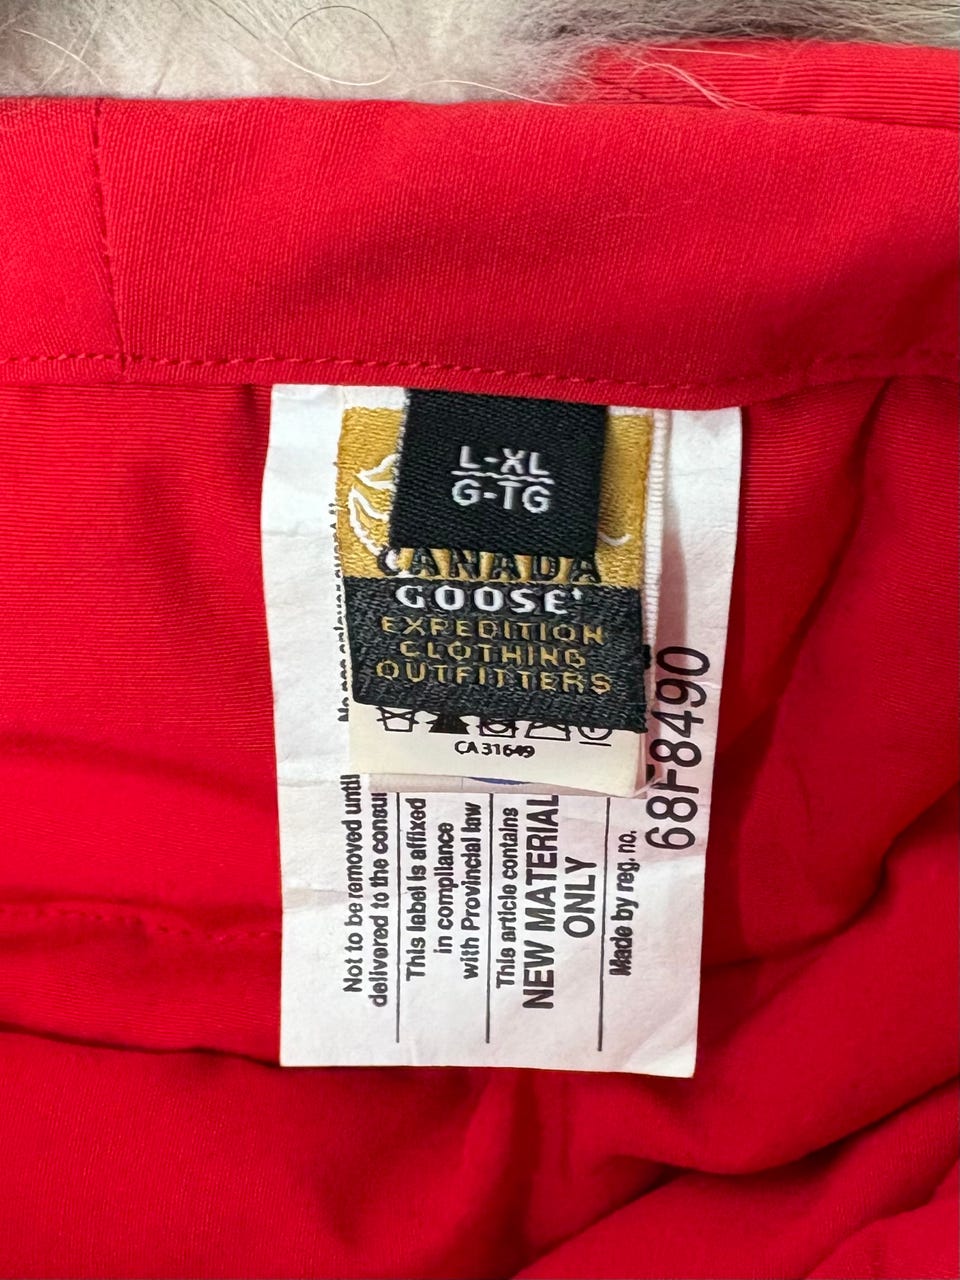 L-XL
G-TG
CANADA
GOOSE
EXPEDITION
CLOTHING
OUTFITTERS
CA 31649
Not to be removed until
delivered to the
This label is affixed
in compliance
with Provincial law
This article contains
NEW MATERIAL
ONLY
Made by reg. no.
68F8490